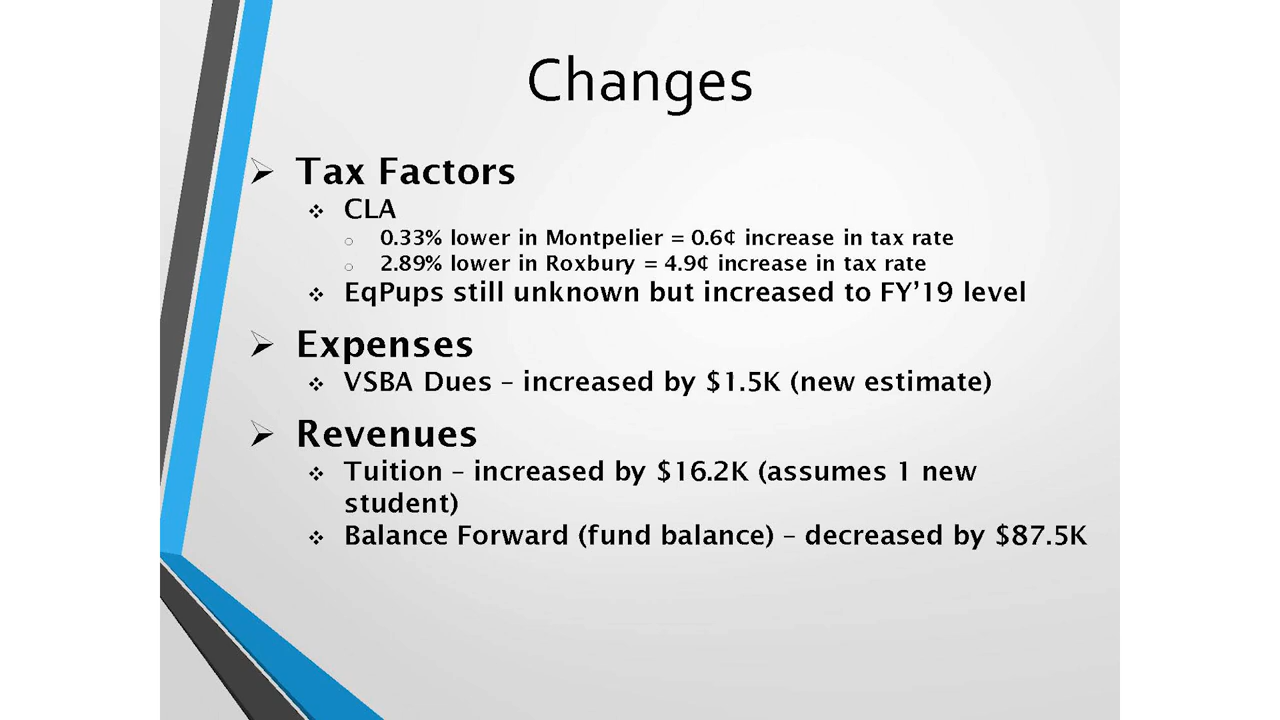 Changes
Tax Factors
CLA
0.33% lower in Montpelier = 0.6¢ increase in tax rate
2.89% lower in Roxbury = 4.9¢ increase in tax rate
EqPups still unknown but increased to FY’19 level
Expenses
VSBA Dues – increased by $1.5K (new estimate)
Revenues
Tuition – increased by $16.2K (assumes 1 new
student)
Balance Forward (fund balance) – decreased by $87.5K